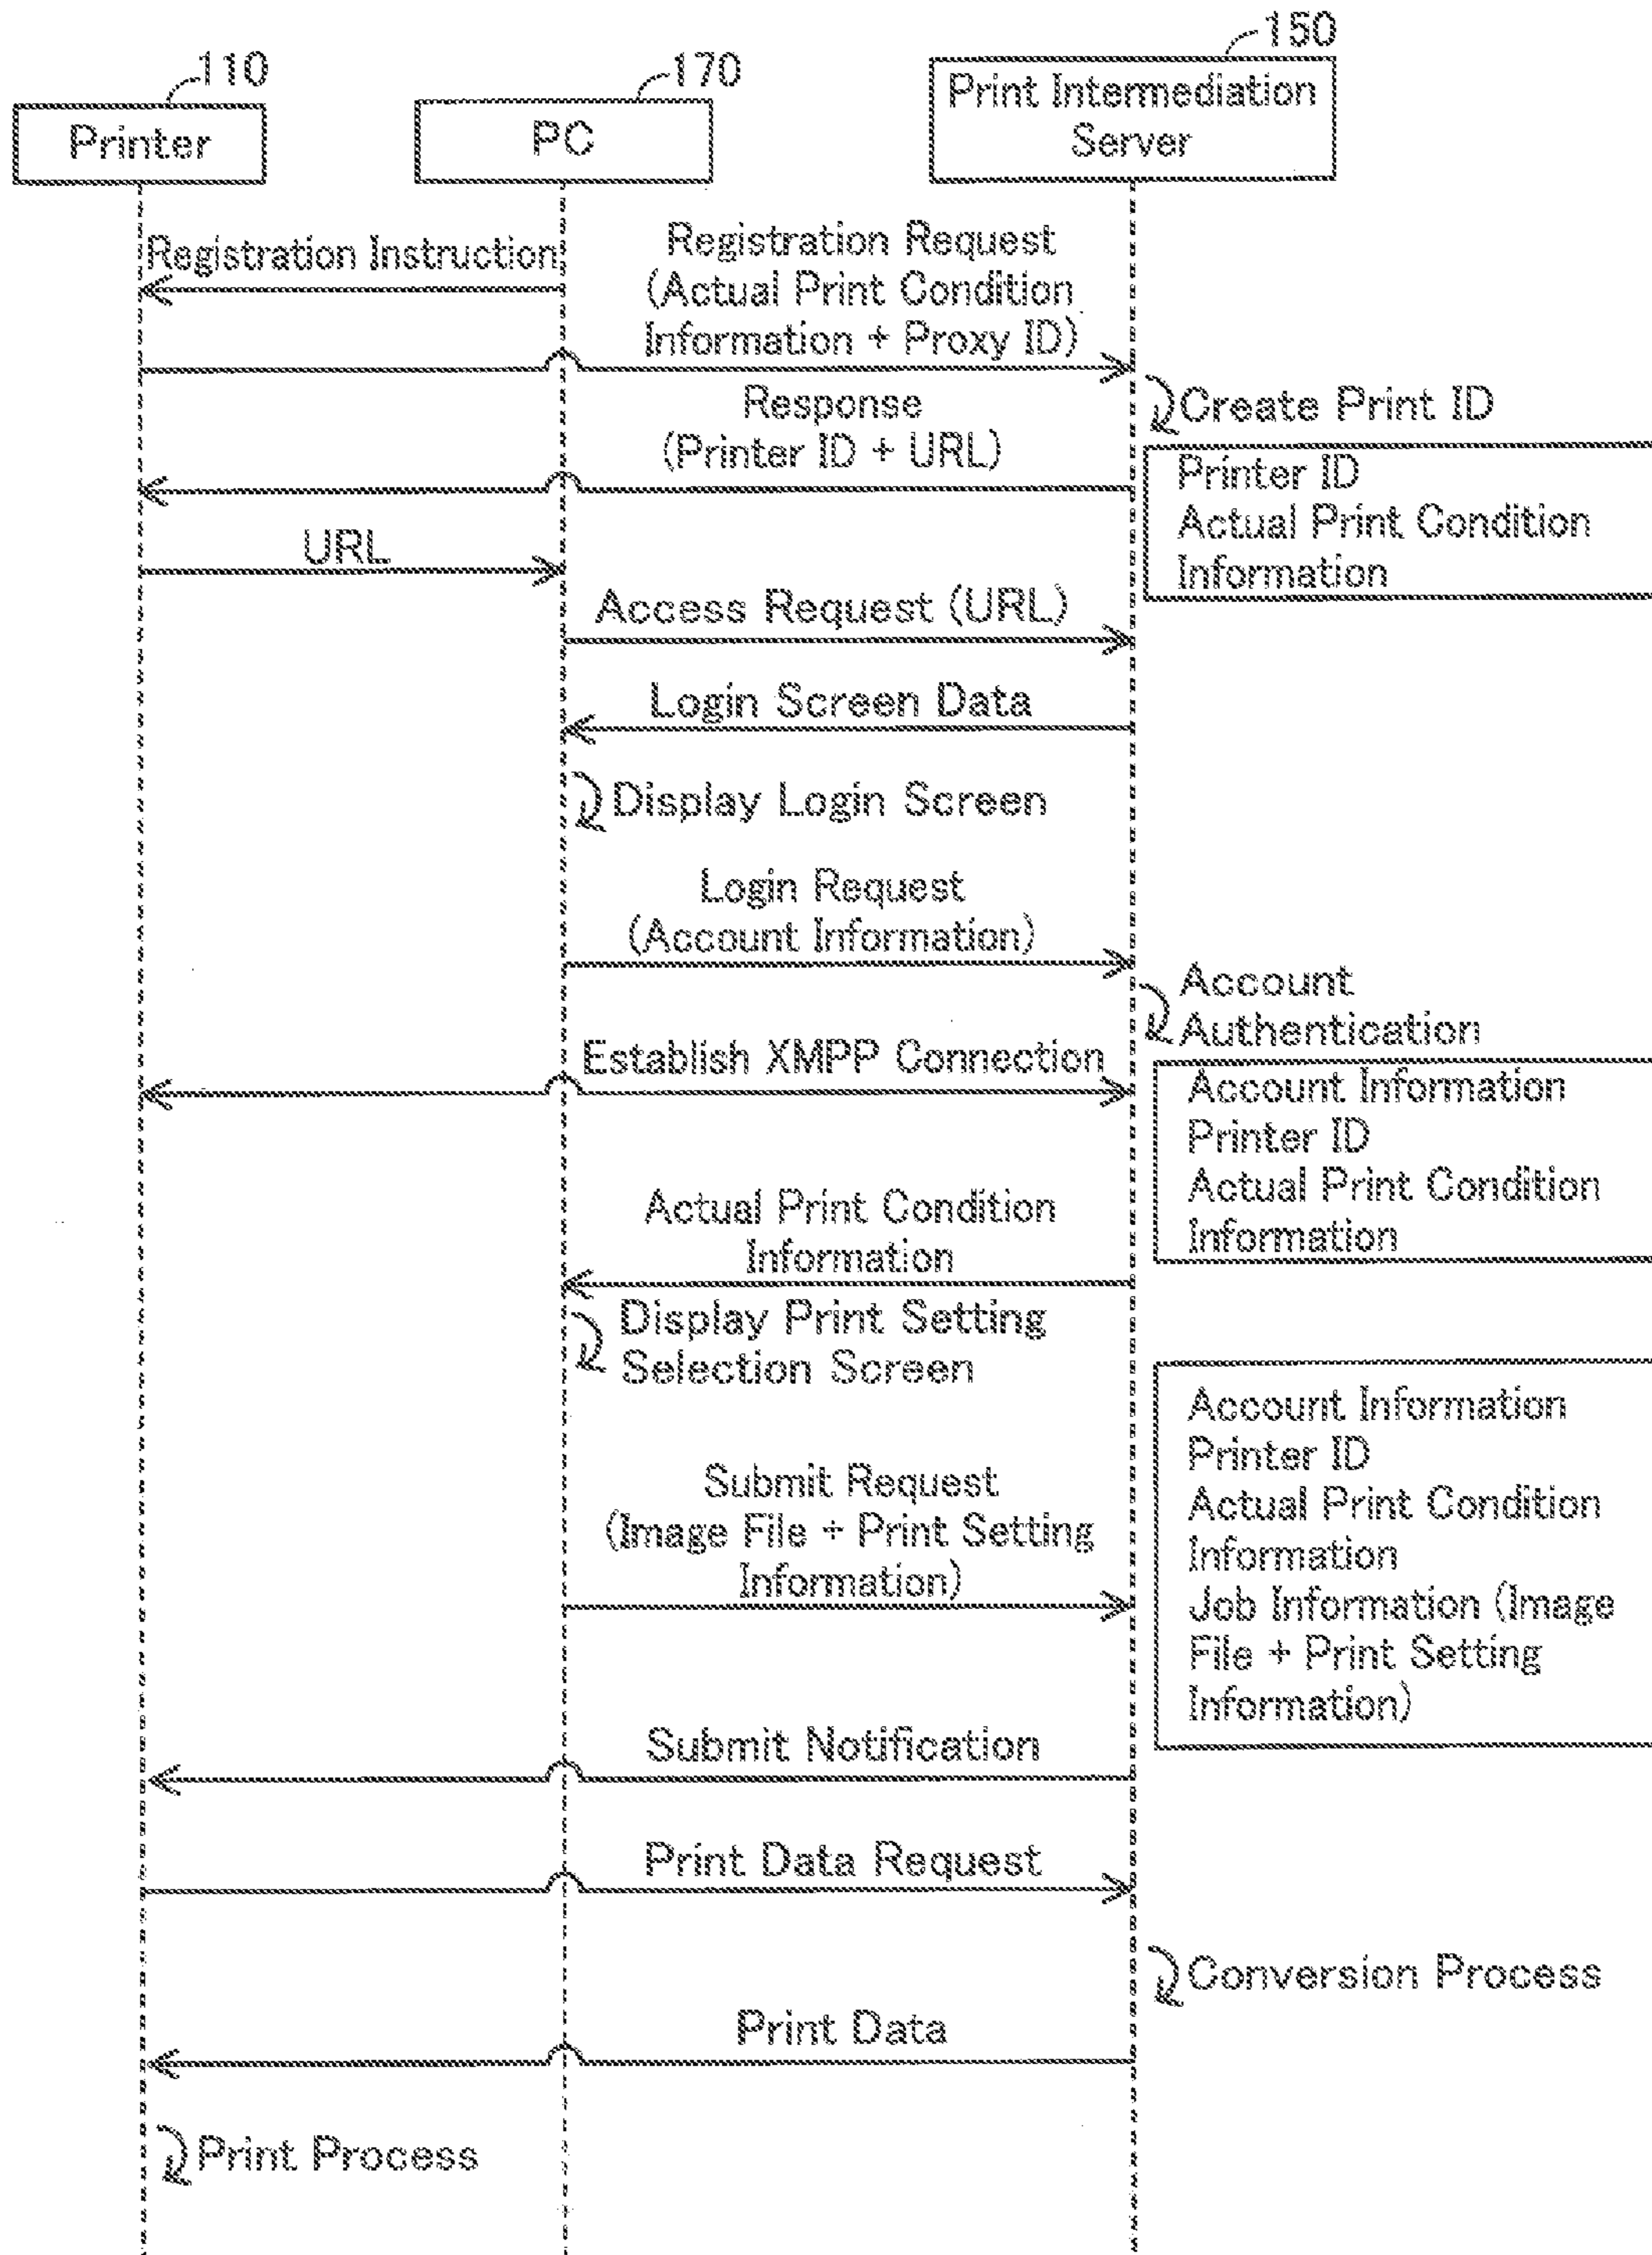 110
Printer
170
PC
150
Print Intermediation
Server
Registration Instruction
Registration Request
(Actual Print Condition
Information + Proxy ID)
Create Print ID
Response
(Printer ID + URL)
Printer ID
Actual Print Condition
Information
URL
Access Request (URL)
Login Screen Data
Display Login Screen
Login Request
(Account Information)
Account
Authentication
Establish XMPP Connection
Account Information
Printer ID
Actual Print Condition
Information
Actual Print Condition
Information
Display Print Setting
Selection Screen
Account Information
Printer ID
Actual Print Condition
Information
Job Information (Image
File + Print Setting
Information)
Submit Request
(Image File + Print Setting
Information)
Submit Notification
Print Data Request
Conversion Process
Print Data
Print Process